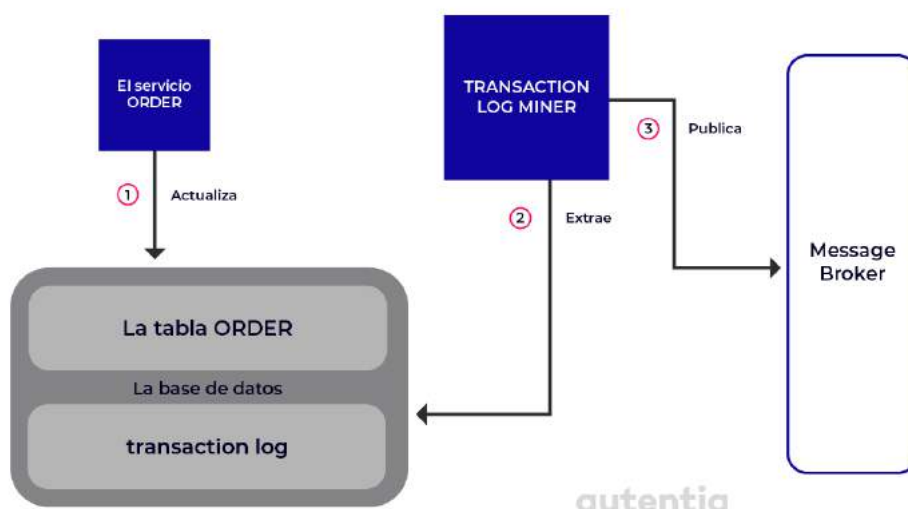 El servicio
ORDER
TRANSACTION
LOG MINER
1
Actualiza
2
Extrae
3
Publica
Message
Broker
La tabla ORDER
La base de datos
transaction log
autentia